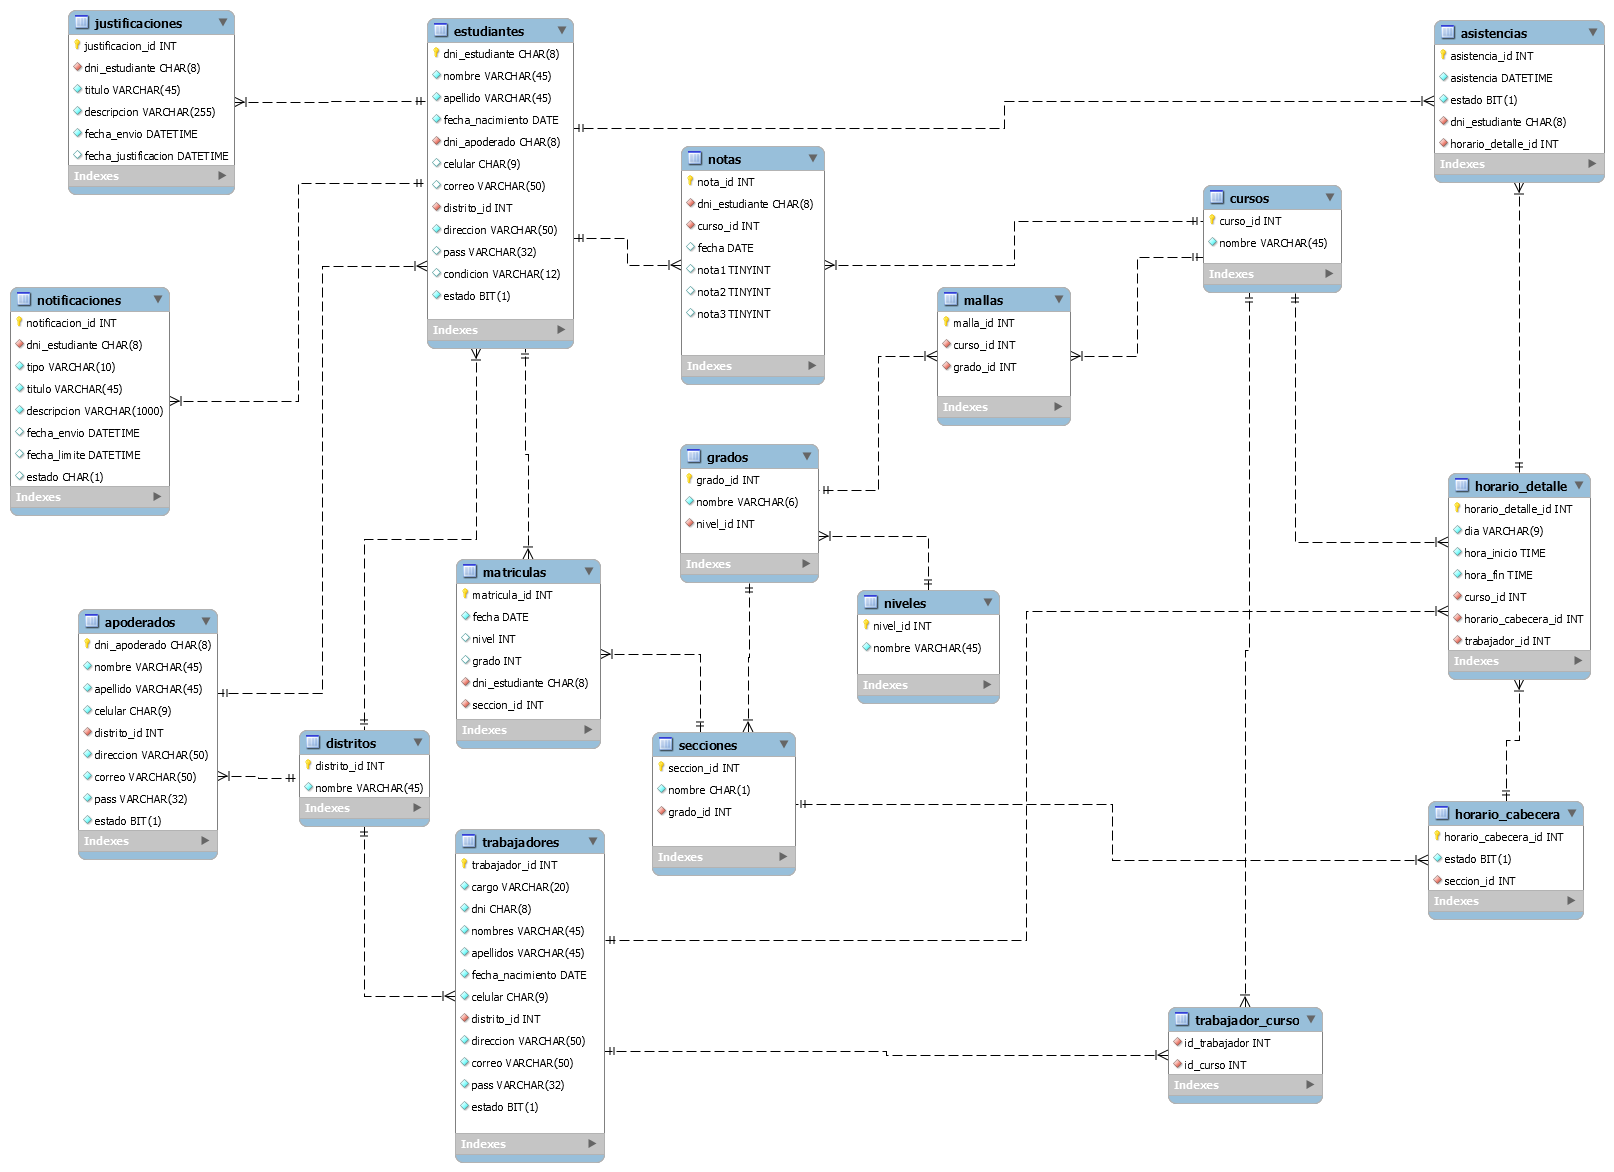 justificaciones
justificacion_id INT
dni_estudiante CHAR(8)
titulo VARCHAR(45)
descripcion VARCHAR(255)
fecha_envio DATETIME
fecha_justificacion DATETIME
Indexes
estudiantes
dni_estudiante CHAR(8)
nombre VARCHAR(45)
apellido VARCHAR(45)
fecha_nacimiento DATE
dni_apoderado CHAR(8)
celular CHAR(9)
correo VARCHAR(50)
distrito_id INT
direccion VARCHAR(50)
pass VARCHAR(32)
condicion VARCHAR(12)
estado BIT(1)
Indexes
asistencias
asistencia_id INT
asistencia DATETIME
estado BIT(1)
dni_estudiante CHAR(8)
horario_detalle_id INT
Indexes
notas
nota_id INT
dni_estudiante CHAR(8)
curso_id INT
fecha DATE
nota1 TINYINT
nota2 TINYINT
nota3 TINYINT
Indexes
cursos
curso_id INT
nombre VARCHAR(45)
Indexes
notificaciones
notificacion_id INT
dni_estudiante CHAR(8)
tipo VARCHAR(10)
titulo VARCHAR(45)
descripcion VARCHAR(1000)
fecha_envio DATETIME
fecha_limite DATETIME
estado CHAR(1)
Indexes
mallas
malla_id INT
curso_id INT
grado_id INT
Indexes
grados
grado_id INT
nombre VARCHAR(6)
nivel_id INT
Indexes
horario_detalle
horario_detalle_id INT
dia VARCHAR(9)
hora_inicio TIME
hora_fin TIME
curso_id INT
horario_cabecera_id INT
trabajador_id INT
Indexes
matriculas
matricula_id INT
fecha DATE
nivel INT
grado INT
dni_estudiante CHAR(8)
seccion_id INT
Indexes
niveles
nivel_id INT
nombre VARCHAR(45)
Indexes
apoderados
dni_apoderado CHAR(8)
nombre VARCHAR(45)
apellido VARCHAR(45)
celular CHAR(9)
distrito_id INT
direccion VARCHAR(50)
correo VARCHAR(50)
pass VARCHAR(32)
estado BIT(1)
Indexes
distritos
distrito_id INT
nombre VARCHAR(45)
Indexes
secciones
seccion_id INT
nombre CHAR(1)
grado_id INT
Indexes
horario_cabecera
horario_cabecera_id INT
estado BIT(1)
seccion_id INT
Indexes
trabajadores
trabajador_id INT
cargo VARCHAR(20)
dni CHAR(8)
nombres VARCHAR(45)
apellidos VARCHAR(45)
fecha_nacimiento DATE
celular CHAR(9)
distrito_id INT
direccion VARCHAR(50)
correo VARCHAR(50)
pass VARCHAR(32)
estado BIT(1)
Indexes
trabajador_curso
id_trabajador INT
id_curso INT
Indexes